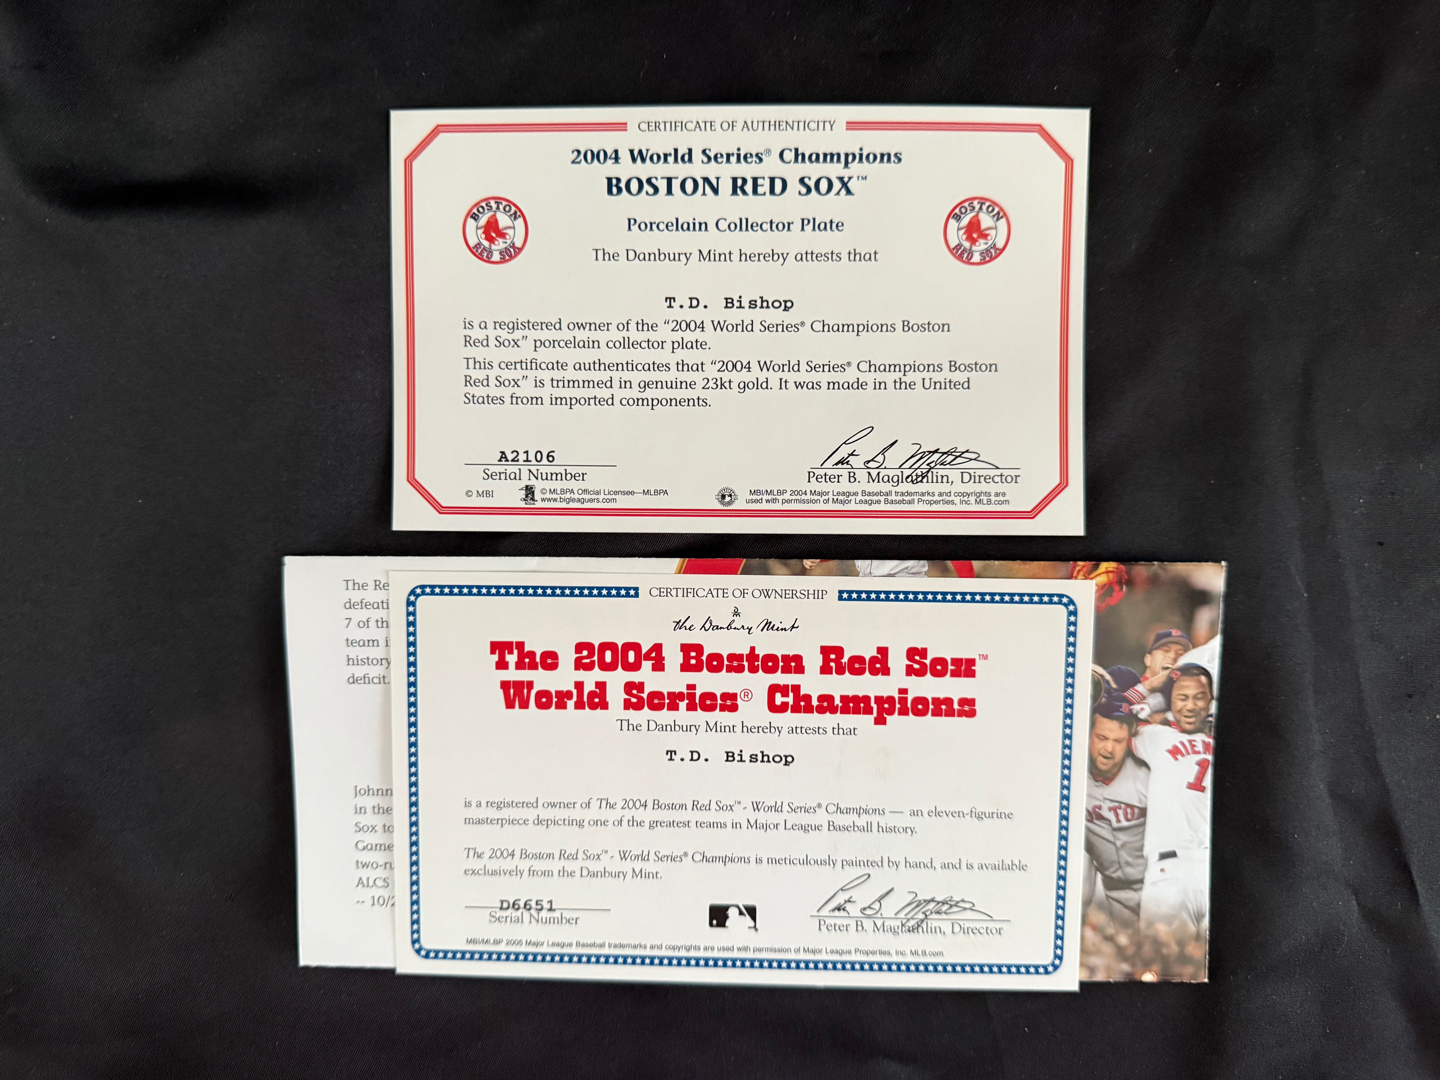 CERTIFICATE OF AUTHENTICITY
2004 World Series® Champions
BOSTON RED SOX™
BOSTON
RED SOX
BOSTON
RED SOX
Porcelain Collector Plate
The Danbury Mint hereby attests that
T.D. Bishop
is a registered owner of the “2004 World Series® Champions Boston
Red Sox” porcelain collector plate.
This certificate authenticates that “2004 World Series® Champions Boston
Red Sox” is trimmed in genuine 23kt gold. It was made in the United
States from imported components.
A2106
Serial Number
Peter B. Maglathlin, Director
© MBI
© MLBPA Official Licensee—MLBPA
www.bigleaguers.com
MBI/MLBP 2004 Major League Baseball trademarks and copyrights are
used with permission of Major League Baseball Properties, Inc. MLB.com
The Re
defeati
7 of th
team i
history
deficit.
Johnn
in the
Sox to
Game
two-ru
ALCS
-- 10/2
CERTIFICATE OF OWNERSHIP
DM
the Danbury Mint
The 2004 Boston Red Sox™
World Series® Champions
The Danbury Mint hereby attests that
T.D. Bishop
is a registered owner of The 2004 Boston Red Sox™ - World Series® Champions — an eleven-figurine
masterpiece depicting one of the greatest teams in Major League Baseball history.
The 2004 Boston Red Sox™ - World Series® Champions is meticulously painted by hand, and is available
exclusively from the Danbury Mint.
D6651
Serial Number
Peter B. Maglathlin, Director
MBI/MLBP 2005 Major League Baseball trademarks and copyrights are used with permission of Major League Properties, Inc. MLB.com
MIEN
1
OS TO